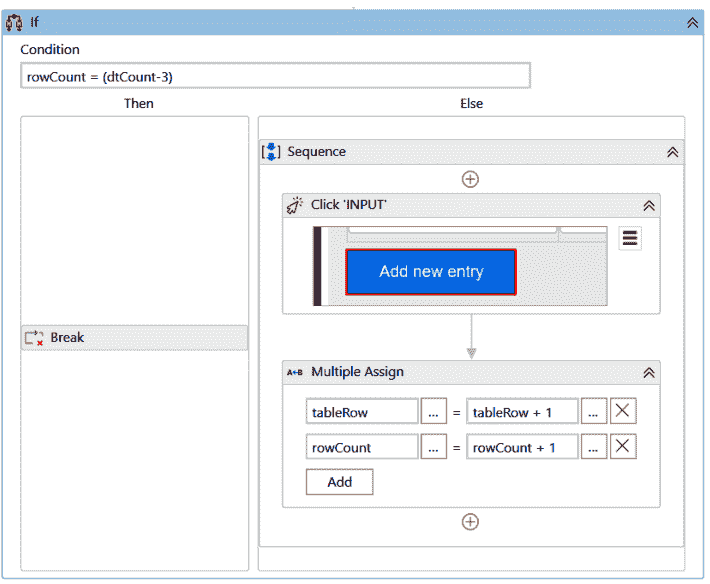 If
Condition
rowCount = (dtCount-3)
Then
Else
Sequence
Click 'INPUT'
Add new entry
Break
A+B Multiple Assign
tableRow ... = tableRow + 1 ...
rowCount ... = rowCount + 1 ...
Add